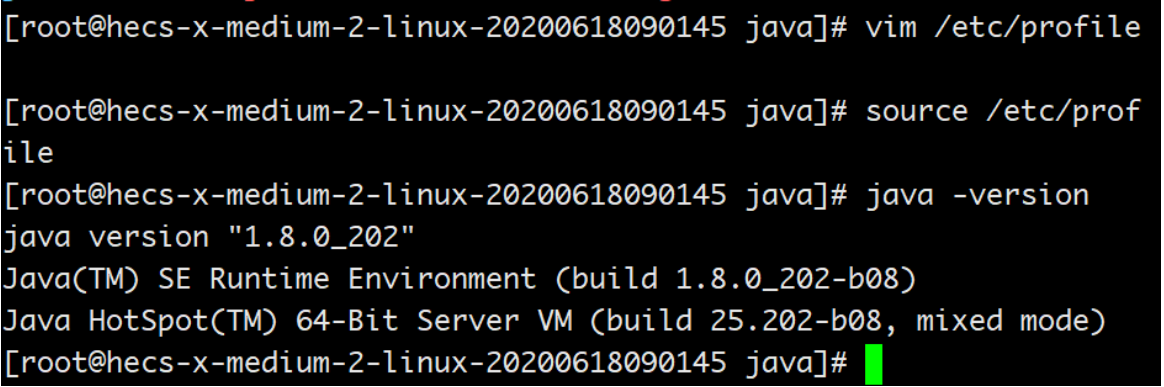 [root@hecs-x-medium-2-linux-20200618090145 java]# vim /etc/profile
[root@hecs-x-medium-2-linux-20200618090145 java]# source /etc/prof
ile
[root@hecs-x-medium-2-linux-20200618090145 java]# java -version
java version "1.8.0_202"
Java(TM) SE Runtime Environment (build 1.8.0_202-b08)
Java HotSpot(TM) 64-Bit Server VM (build 25.202-b08, mixed mode)
[root@hecs-x-medium-2-linux-20200618090145 java]#